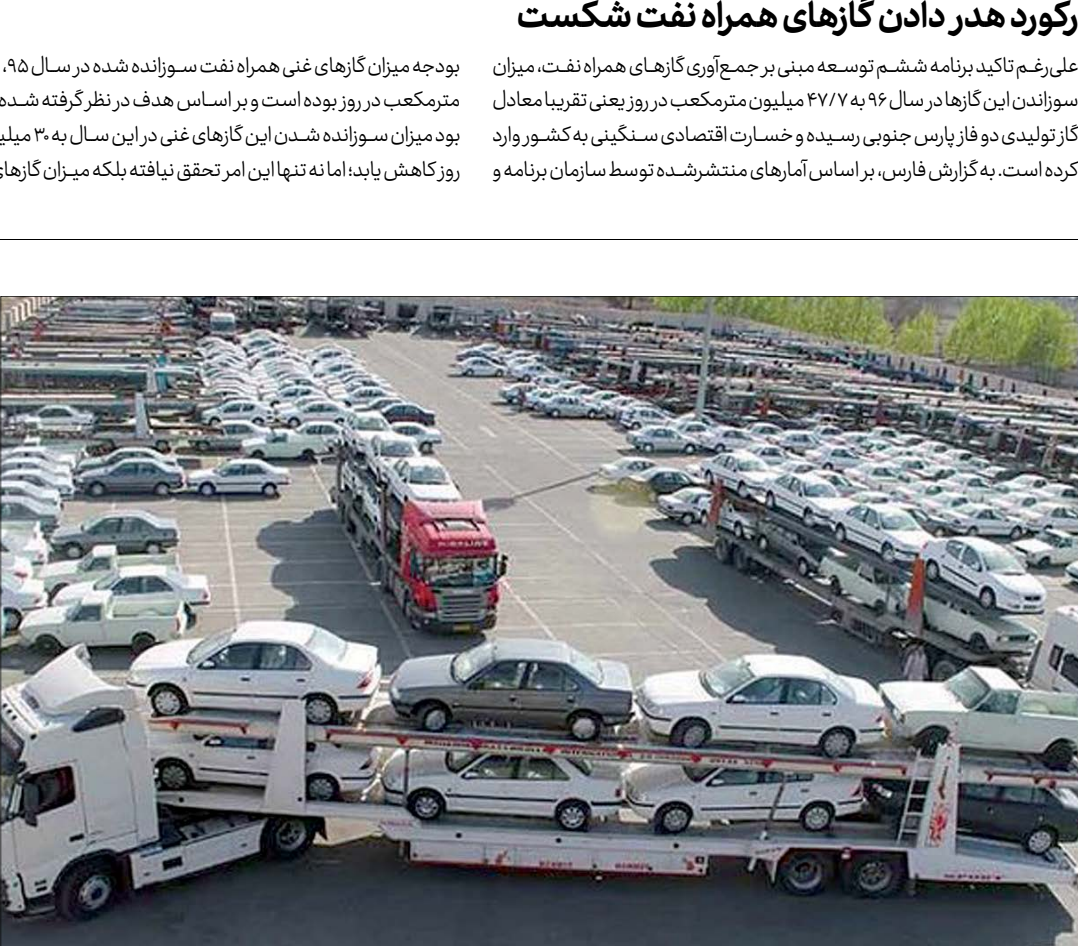 رکورد هدر دادن گازهای همراه نفت شکست
علی‌رغم تاکید برنامه ششم توسعه مبنی بر جمع‌آوری گازهای همراه نفت، میزان
سوزاندن این گازها در سال ۹۶ به ۴۷/۷ میلیون مترمکعب در روز یعنی تقریبا معادل
گاز تولیدی دو فاز پارس جنوبی رسیده و خسارت اقتصادی سنگینی به کشور وارد
کرده است. به گزارش فارس، بر اساس آمارهای منتشرشده توسط سازمان برنامه و
بودجه میزان گازهای غنی همراه نفت سوزانده شده در سال ۹۵،
مترمکعب در روز بوده است و بر اساس هدف در نظر گرفته شده
بود میزان سوزانده شدن این گازهای غنی در این سال به ۳۰
روز کاهش یابد؛ اما نه تنها این امر تحقق نیافته بلکه میزان گازهای